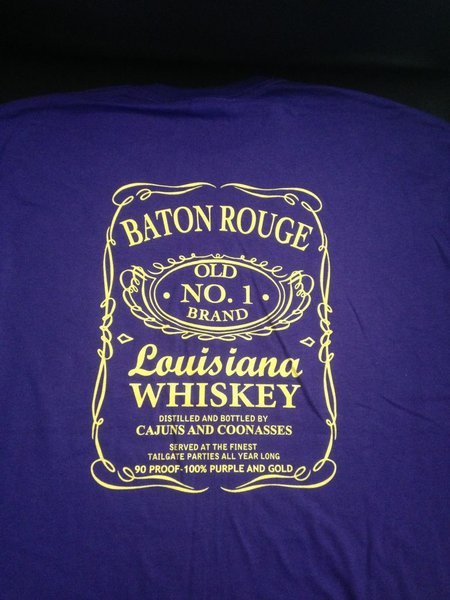 BATON ROUGE
OLD
NO. 1
BRAND
Louisiana
WHISKEY
DISTILLED AND BOTTLED BY
CAJUNS AND COONASSES
SERVED AT THE FINEST
TAILGATE PARTIES ALL YEAR LONG
90 PROOF-100% PURPLE AND GOLD